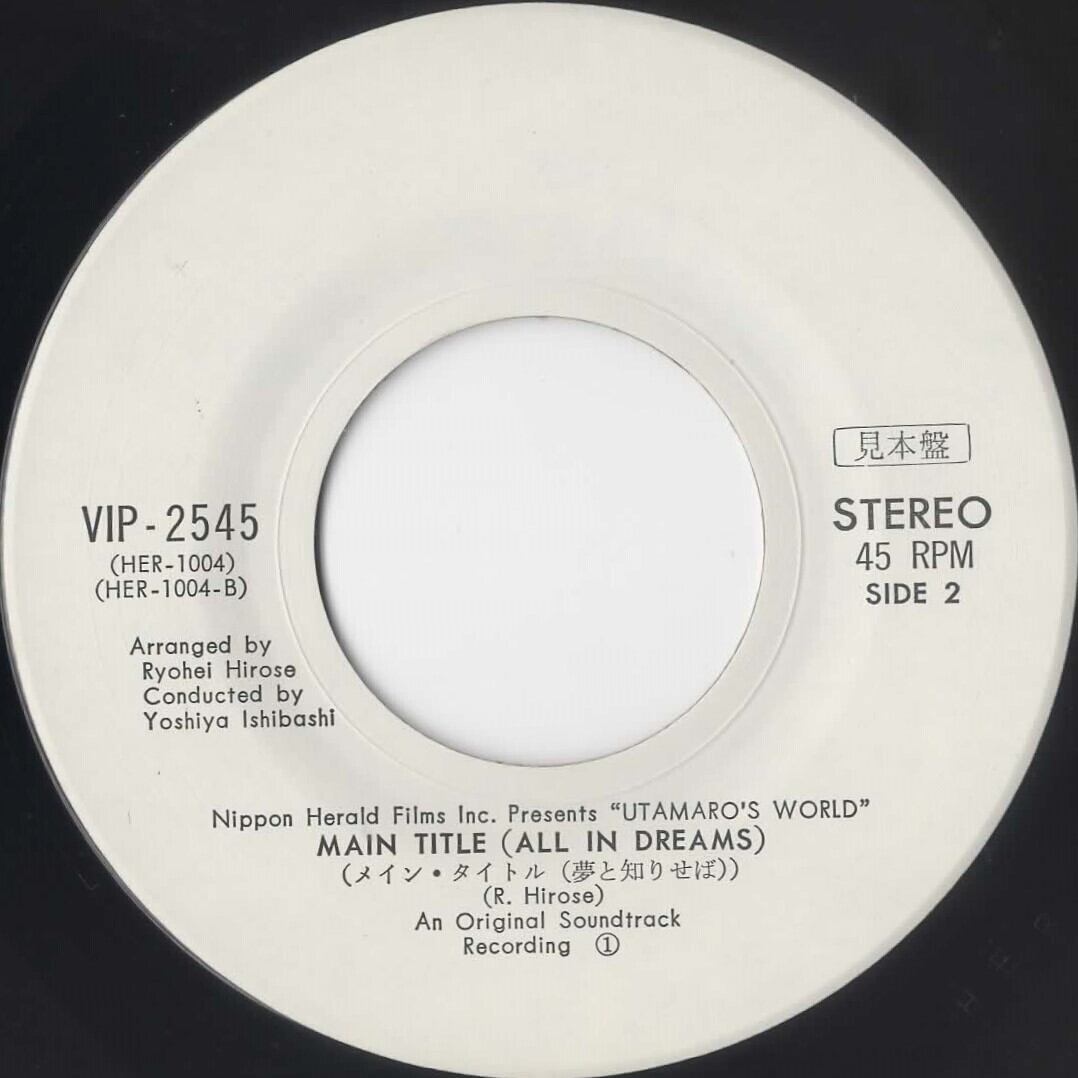 見本盤
VIP-2545
(HER-1004)
(HER-1004-B)
STEREO
45 RPM
SIDE 2
Arranged by
Ryohei Hirose
Conducted by
Yoshiya Ishibashi
Nippon Herald Films Inc. Presents “UTAMARO'S WORLD”
MAIN TITLE (ALL IN DREAMS)
(メイン・タイトル (夢と知りせば))
(R. Hirose)
An Original Soundtrack
Recording ①